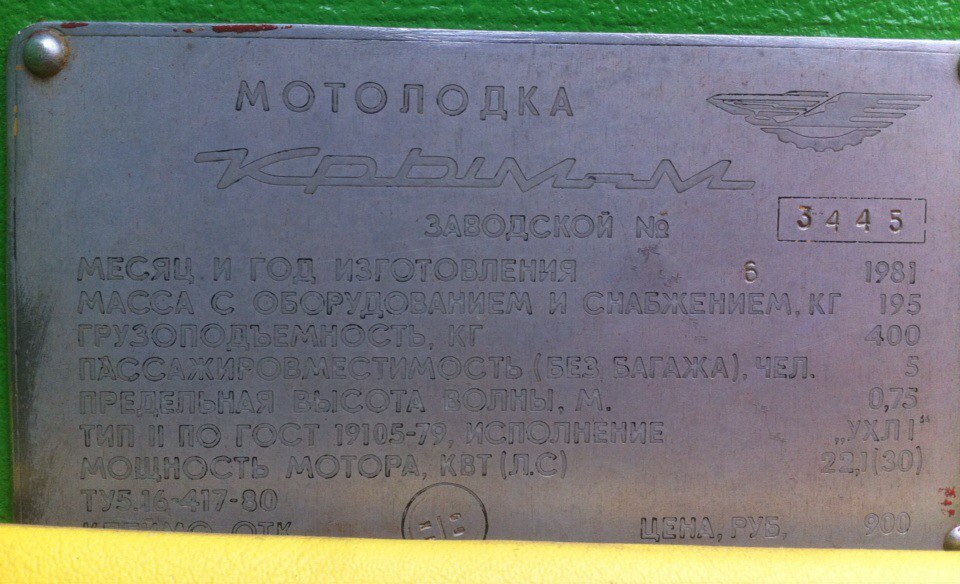 МОТОЛОДКА
Крым-М
ЗАВОДСКОЙ № 3445
МЕСЯЦ И ГОД ИЗГОТОВЛЕНИЯ 6 1981
МАССА С ОБОРУДОВАНИЕМ И СНАБЖЕНИЕМ, КГ 195
ГРУЗОПОДЪЕМНОСТЬ, КГ 400
ПАССАЖИРОВМЕСТИМОСТЬ (БЕЗ БАГАЖА), ЧЕЛ. 5
ПРЕДЕЛЬНАЯ ВЫСОТА ВОЛНЫ, М. 0,75
ТИП II ПО ГОСТ 19105-79, ИСПОЛНЕНИЕ „УХЛ1“
МОЩНОСТЬ МОТОРА, КВТ (Л.С) 22,1(30)
ТУ5.16-417-80
КЛЕЙМО ОТК ЦЕНА, РУБ, 900